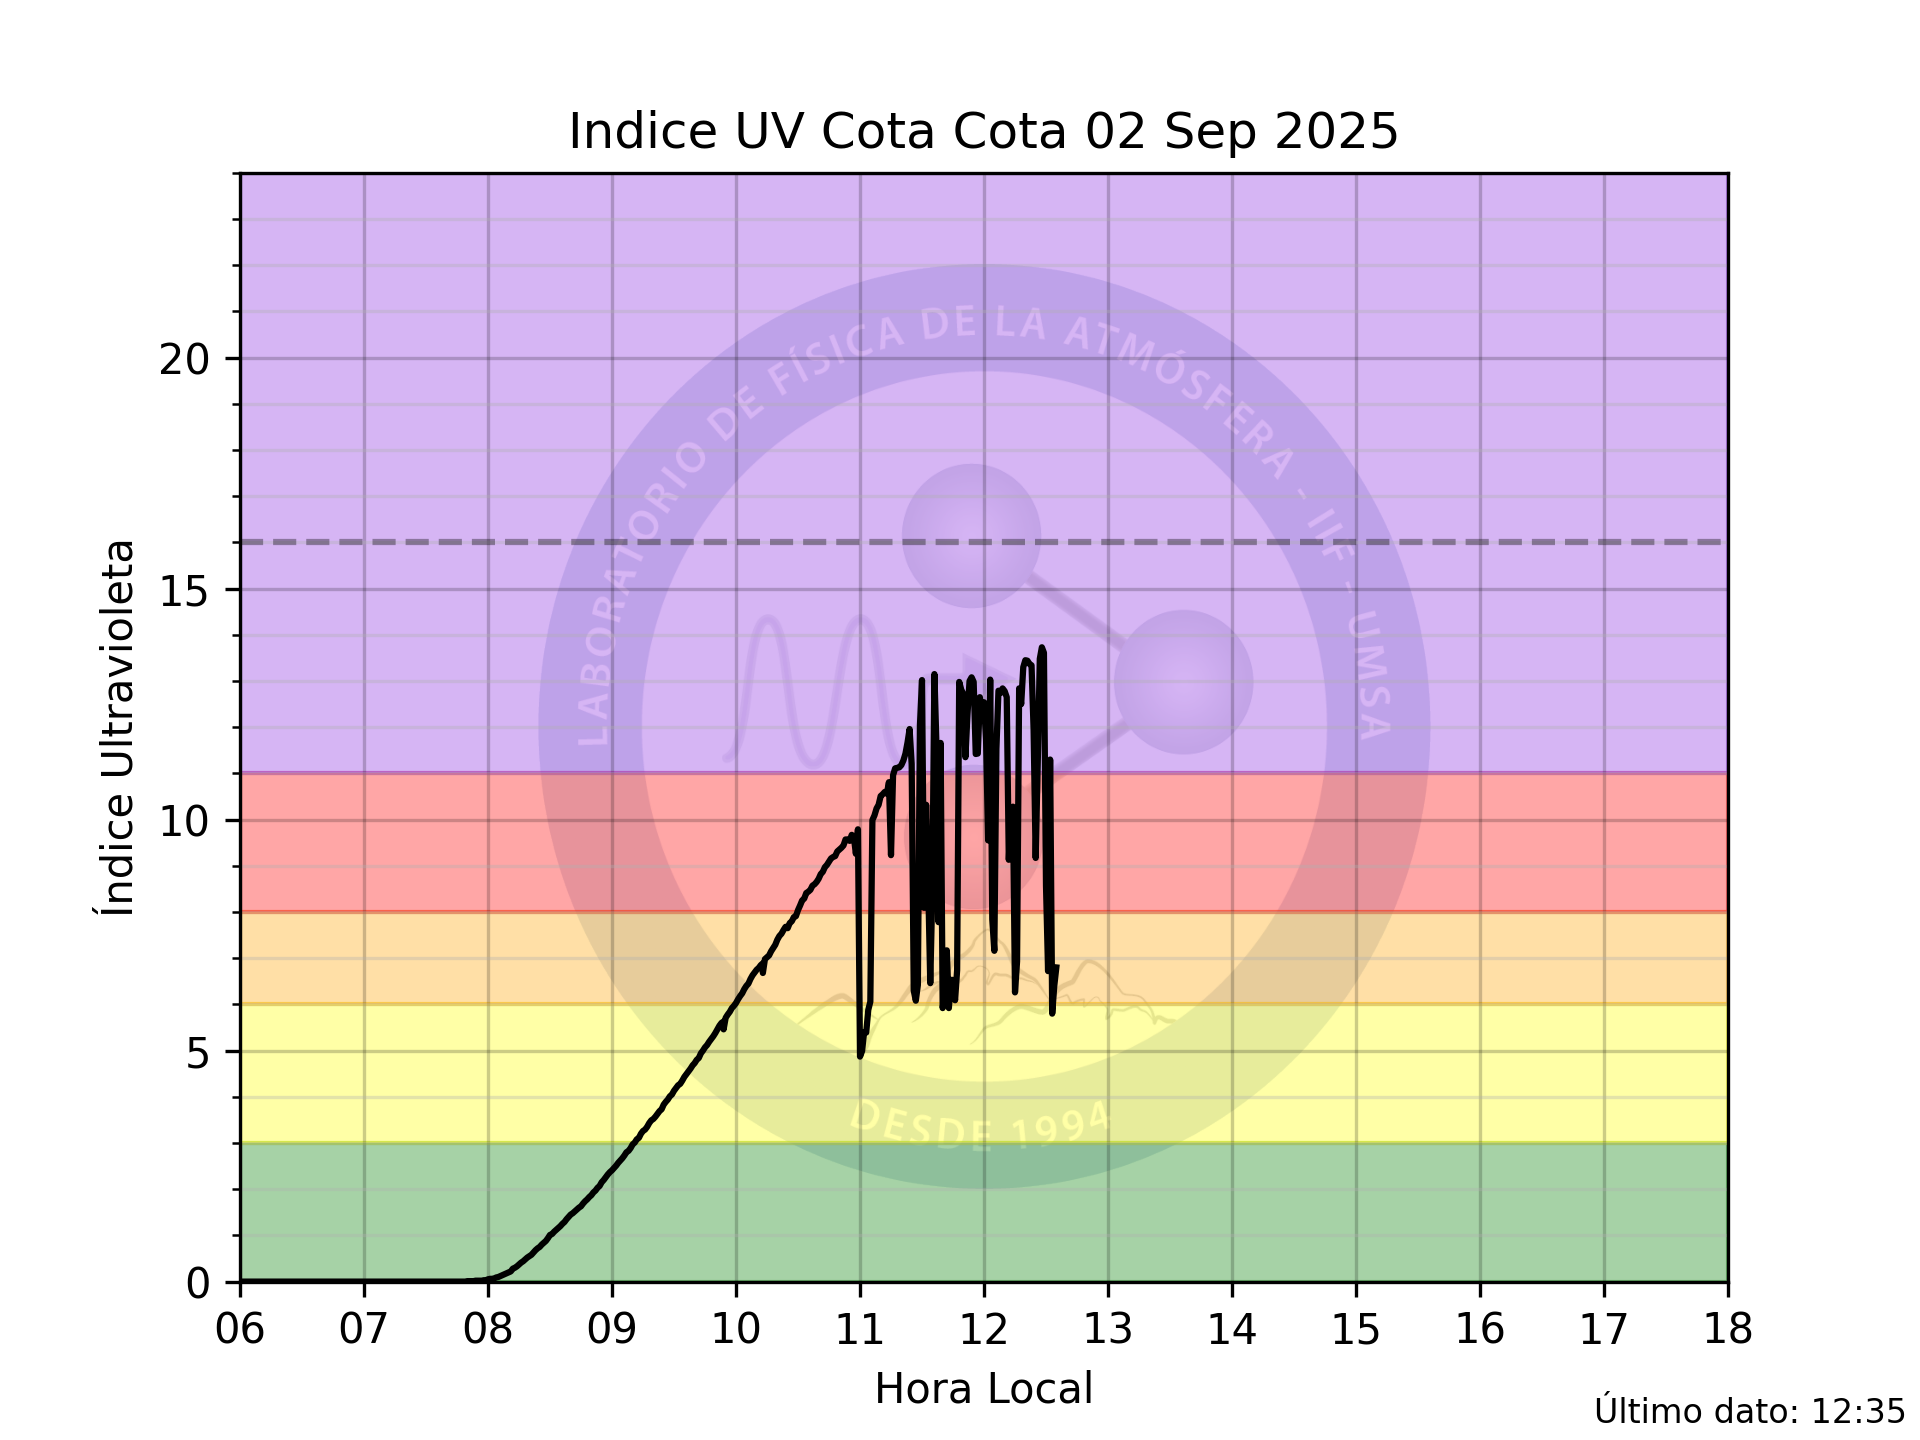 Indice UV Cota Cota 02 Sep 2025
Índice Ultravioleta
20
15
10
5
0
LABORATORIO DE FÍSICA DE LA ATMÓSFERA - IIF - UMSA
DESDE 1994
06 07 08 09 10 11 12 13 14 15 16 17 18
Hora Local
Último dato: 12:35